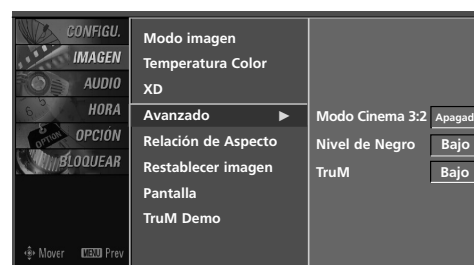 CONFIGU.
IMAGEN
AUDIO
HORA
OPCIÓN
BLOQUEAR
Mover MENU Prev
Modo imagen
Temperatura Color
XD
Avanzado ►
Relación de Aspecto
Restablecer imagen
Pantalla
TruM Demo
Modo Cinema 3:2 Apagad
Nivel de Negro Bajo
TruM Bajo